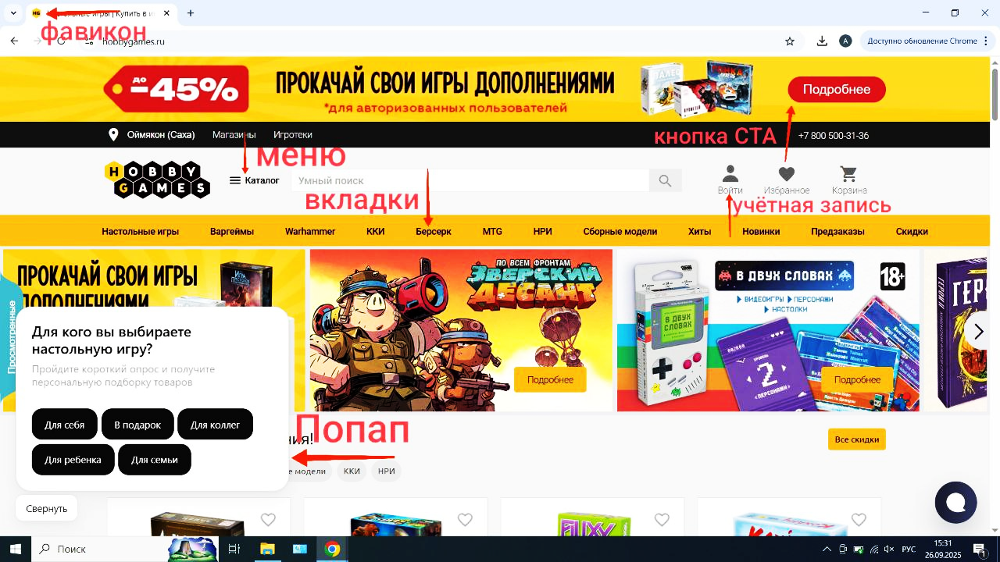 Настольные игры | Купить в и
фавикон
hobbygames.ru
A
Доступно обновление Chrome
до -45%
ПРОКАЧАЙ СВОИ ИГРЫ ДОПОЛНЕНИЯМИ
*для авторизованных пользователей
Подробнее
Оймякон (Саха)
Магазины
Игротеки
кнопка СТА
+7 800 500-31-36
меню
HOBBY
GAMES
Каталог
Умный поиск
вкладки
Войти
Избранное
Корзина
учётная запись
Настольные игры
Варгеймы
Warhammer
ККИ
Берсерк
MTG
НРИ
Сборные модели
Хиты
Новинки
Предзаказы
Скидки
ПРОКАЧАЙ СВОИ ИГРЫ
ДОПОЛНЕНИЯМИ
Просмотренные
ПО ВСЕМ ФРОНТАМ
ЗВЕРСКИЙ
ДЕСАНТ
Подробнее
В ДВУХ СЛОВАХ
18+
ВИДЕОИГРЫ
ПЕРСОНАЖИ
НАСТОЛКИ
В ДВУХ
СЛОВАХ
УРОВЕНЬ
2
ПЕРСОНАЖИ
Подробнее
ГЕР
Для кого вы выбираете
настольную игру?
Пройдите короткий опрос и получите
персональную подборку товаров
Для себя
В подарок
Для коллег
Для ребенка
Для семьи
Свернуть
Попап
ния!
Все скидки
е модели
ККИ
НРИ
FLUXX
Поиск
РУС
15:31
26.09.2025